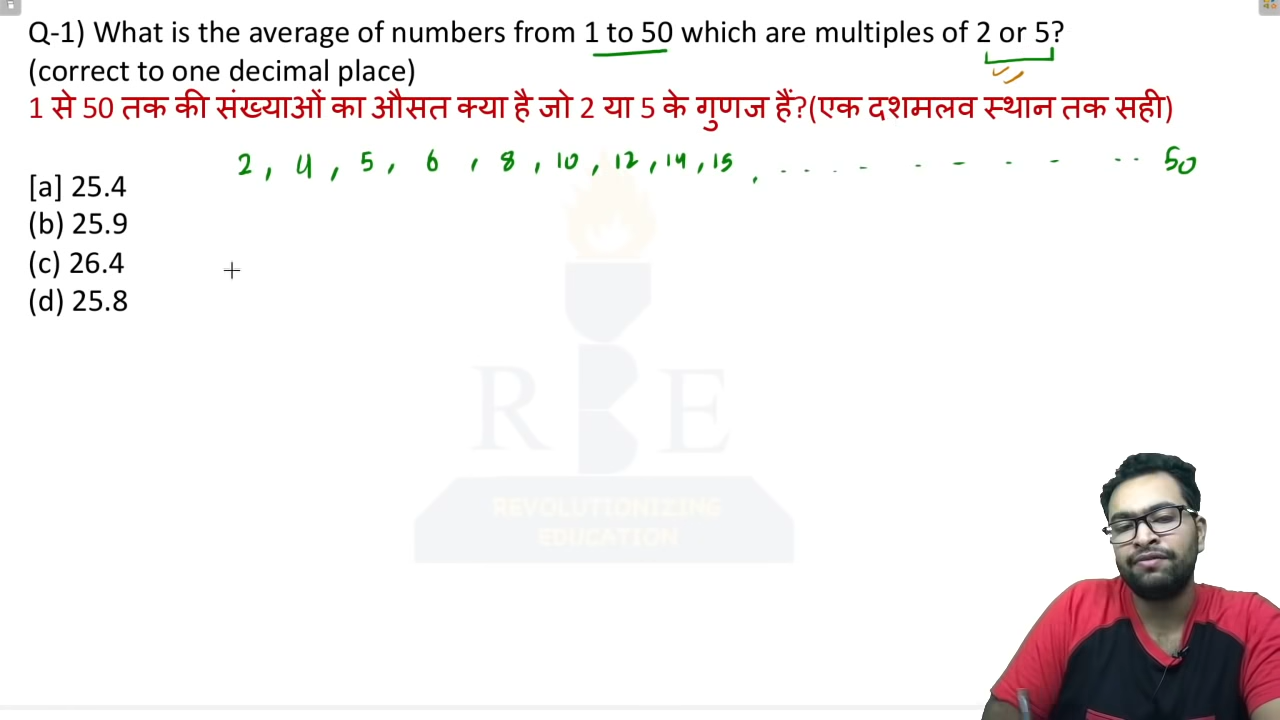 Q-1) What is the average of numbers from 1 to 50 which are multiples of 2 or 5?
(correct to one decimal place)
1 से 50 तक की संख्याओं का औसत क्या है जो 2 या 5 के गुणज हैं?(एक दशमलव स्थान तक सही)
2, 4, 5, 6, 8, 10, 12, 14, 15, . . . . - . - . - . . 50
[a] 25.4
(b) 25.9
(c) 26.4
(d) 25.8
R B E
REVOLUTIONIZING
EDUCATION